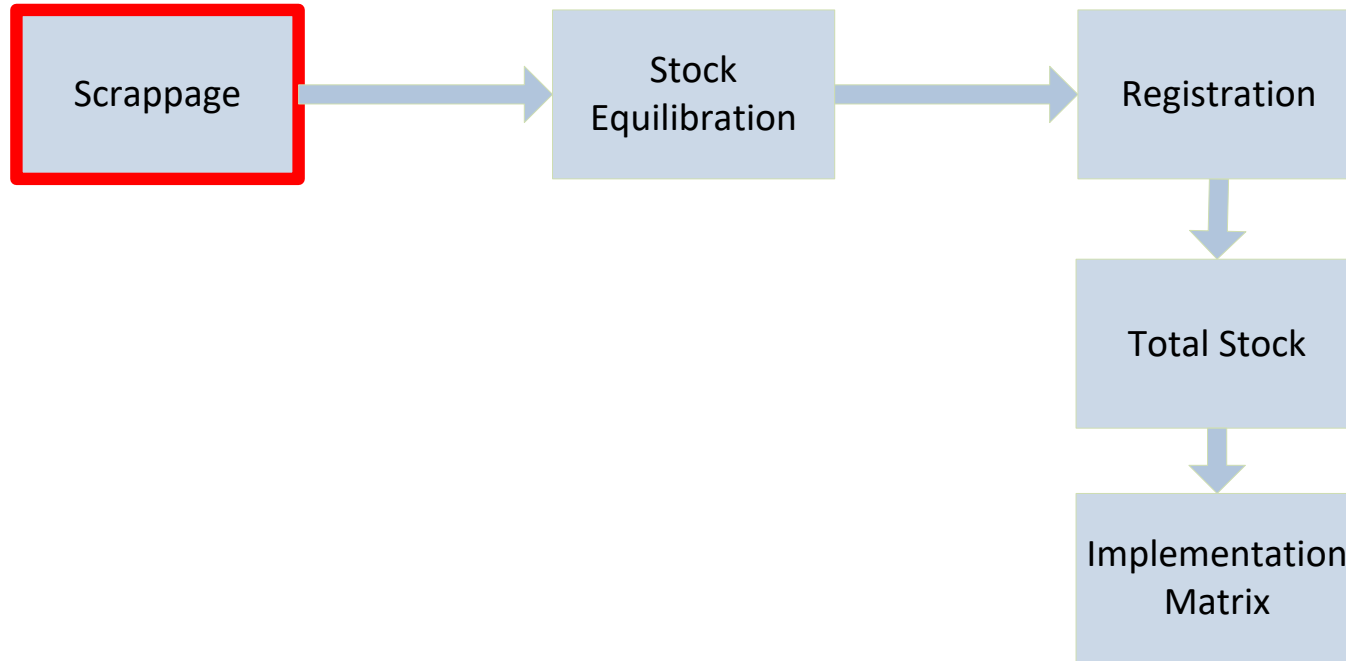 Scrappage
Stock
Equilibration
Registration
Total Stock
Implementation
Matrix